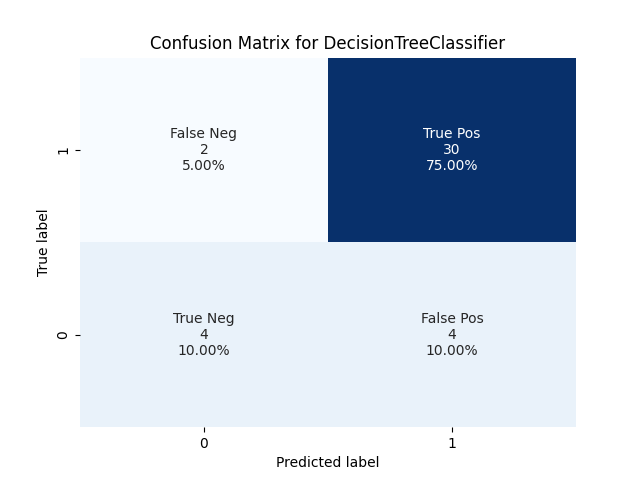 Confusion Matrix for DecisionTreeClassifier
True label
1
False Neg
2
5.00%
True Pos
30
75.00%
0
True Neg
4
10.00%
False Pos
4
10.00%
0
1
Predicted label